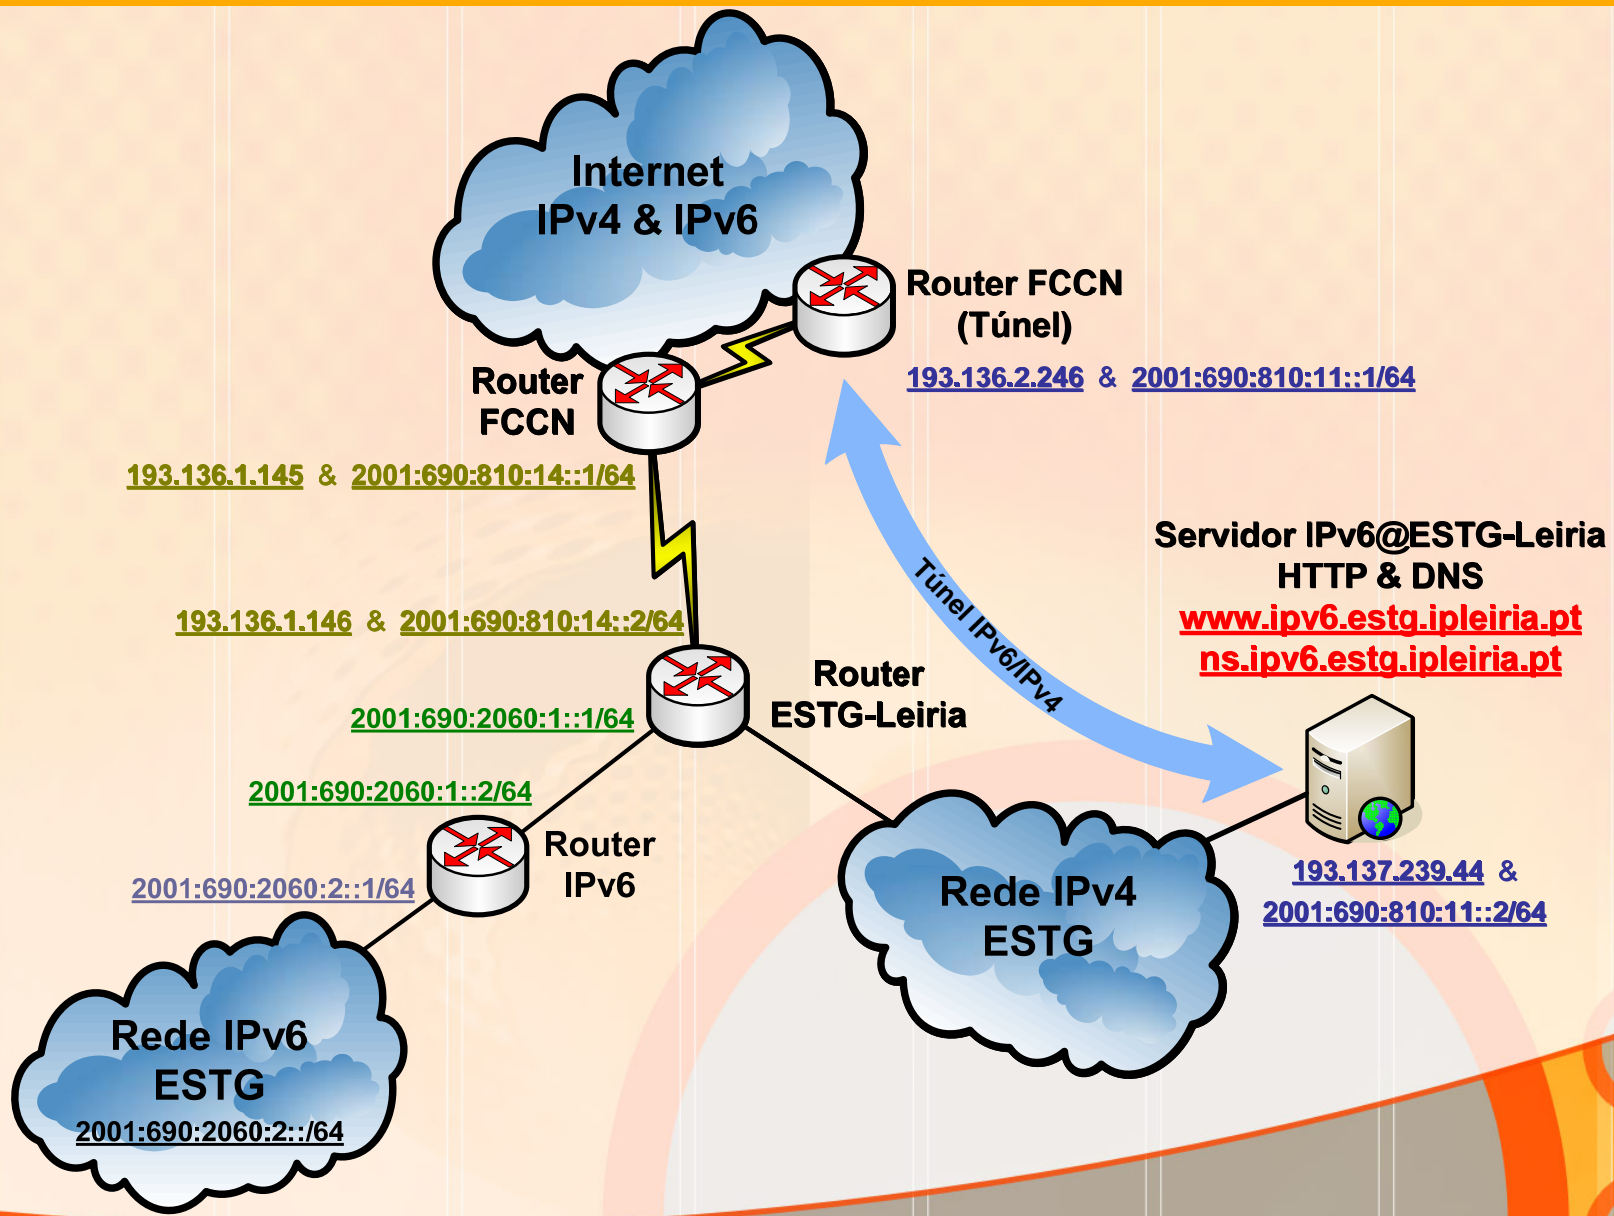 Internet
IPv4 & IPv6
Router FCCN
(Túnel)
193.136.2.246 & 2001:690:810:11::1/64
Router
FCCN
193.136.1.145 & 2001:690:810:14::1/64
Túnel IPv6/IPv4
Servidor IPv6@ESTG-Leiria
HTTP & DNS
www.ipv6.estg.ipleiria.pt
ns.ipv6.estg.ipleiria.pt
193.136.1.146 & 2001:690:810:14::2/64
Router
ESTG-Leiria
2001:690:2060:1::1/64
2001:690:2060:1::2/64
Router
IPv6
2001:690:2060:2::1/64
Rede IPv4
ESTG
193.137.239.44 &
2001:690:810:11::2/64
Rede IPv6
ESTG
2001:690:2060:2::/64